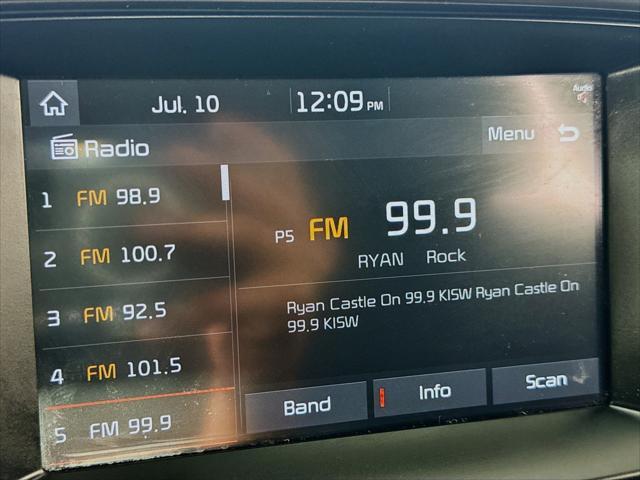 Jul. 10
12:09 PM
Audio
Radio
Menu
1 FM 98.9
2 FM 100.7
3 FM 92.5
4 FM 101.5
5 FM 99.9
P5 FM 99.9
RYAN Rock
Ryan Castle On 99.9 KISW Ryan Castle On
99.9 KISW
Band
Info
Scan